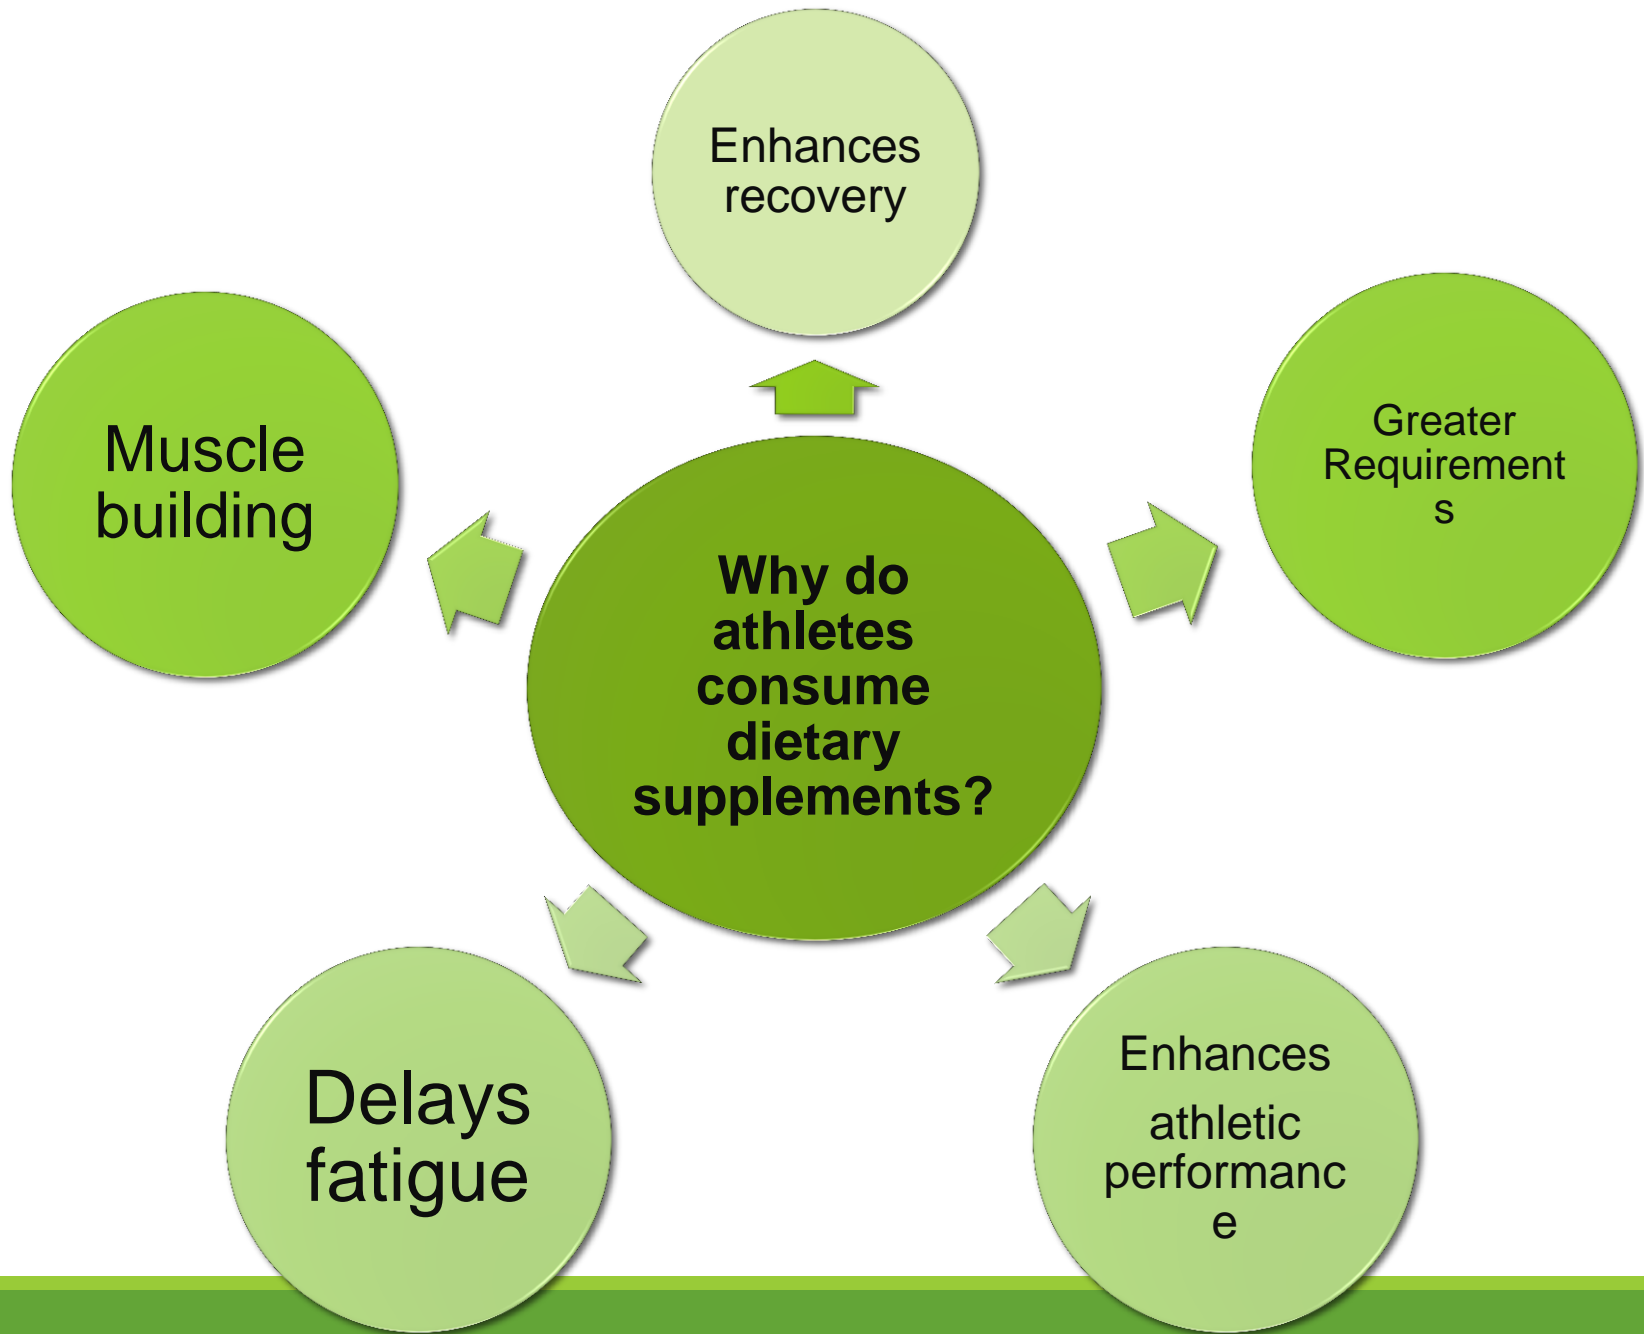 Enhances
recovery
Greater
Requirement
s
Muscle
building
Why do
athletes
consume
dietary
supplements?
Delays
fatigue
Enhances
athletic
performanc
e